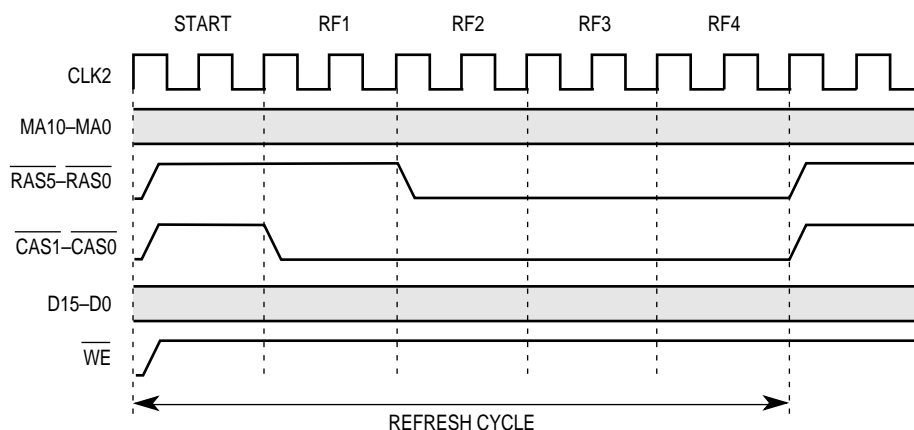 START RF1 RF2 RF3 RF4
CLK2
MA10–MA0
RAS5–RAS0
CAS1–CAS0
D15–D0
WE
REFRESH CYCLE